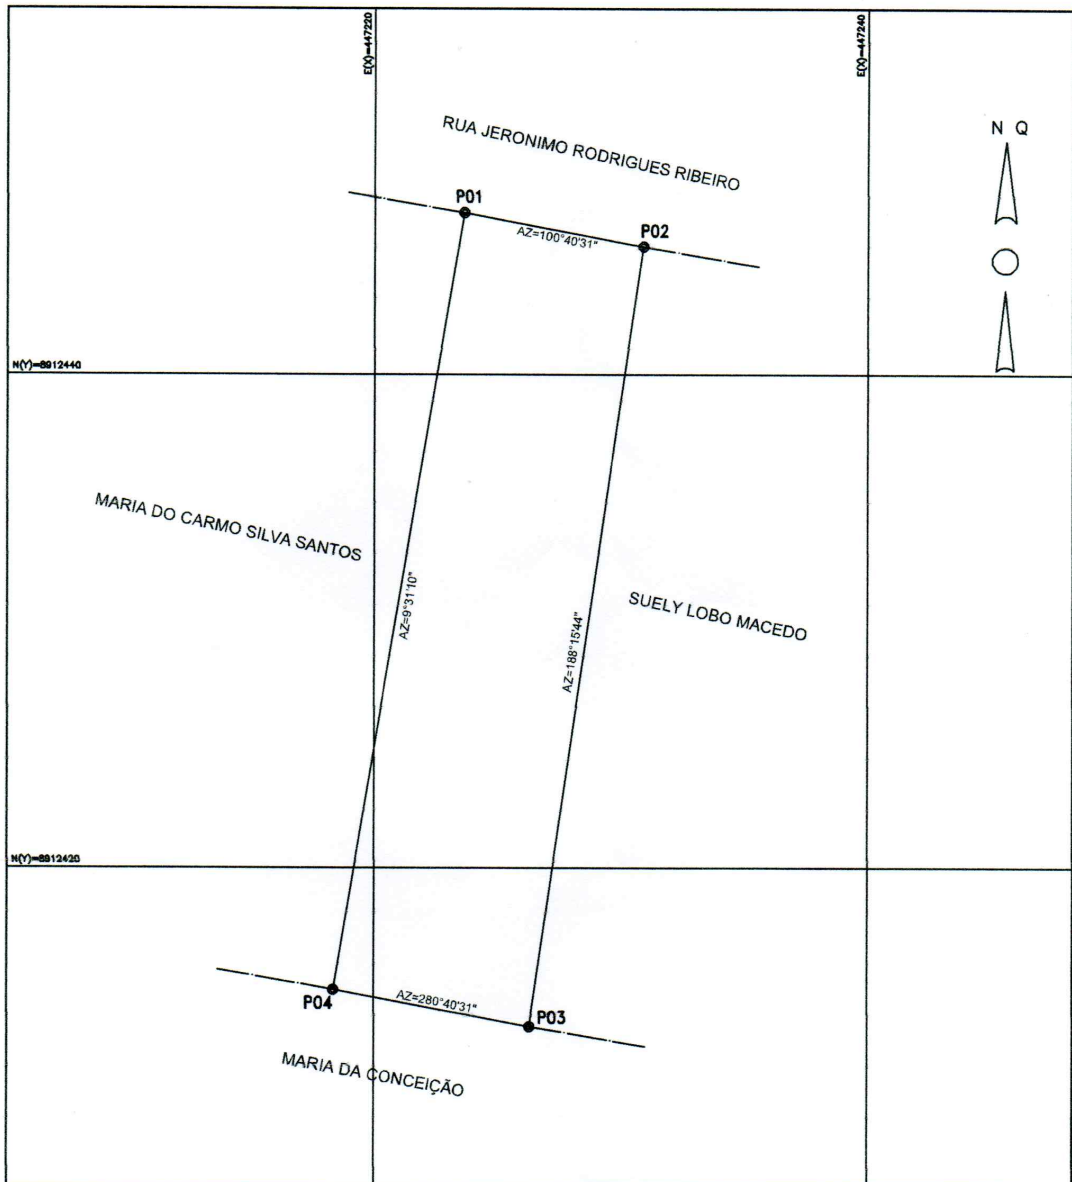 E(X)=447220
E(X)=447240
RUA JERONIMO RODRIGUES RIBEIRO
N Q
P01
P02
AZ=100°40'31"
N(Y)=8912440
MARIA DO CARMO SILVA SANTOS
AZ=9°31'10"
AZ=188°15'44"
SUELY LOBO MACEDO
N(Y)=8912420
P04
AZ=280°40'31"
P03
MARIA DA CONCEIÇÃO